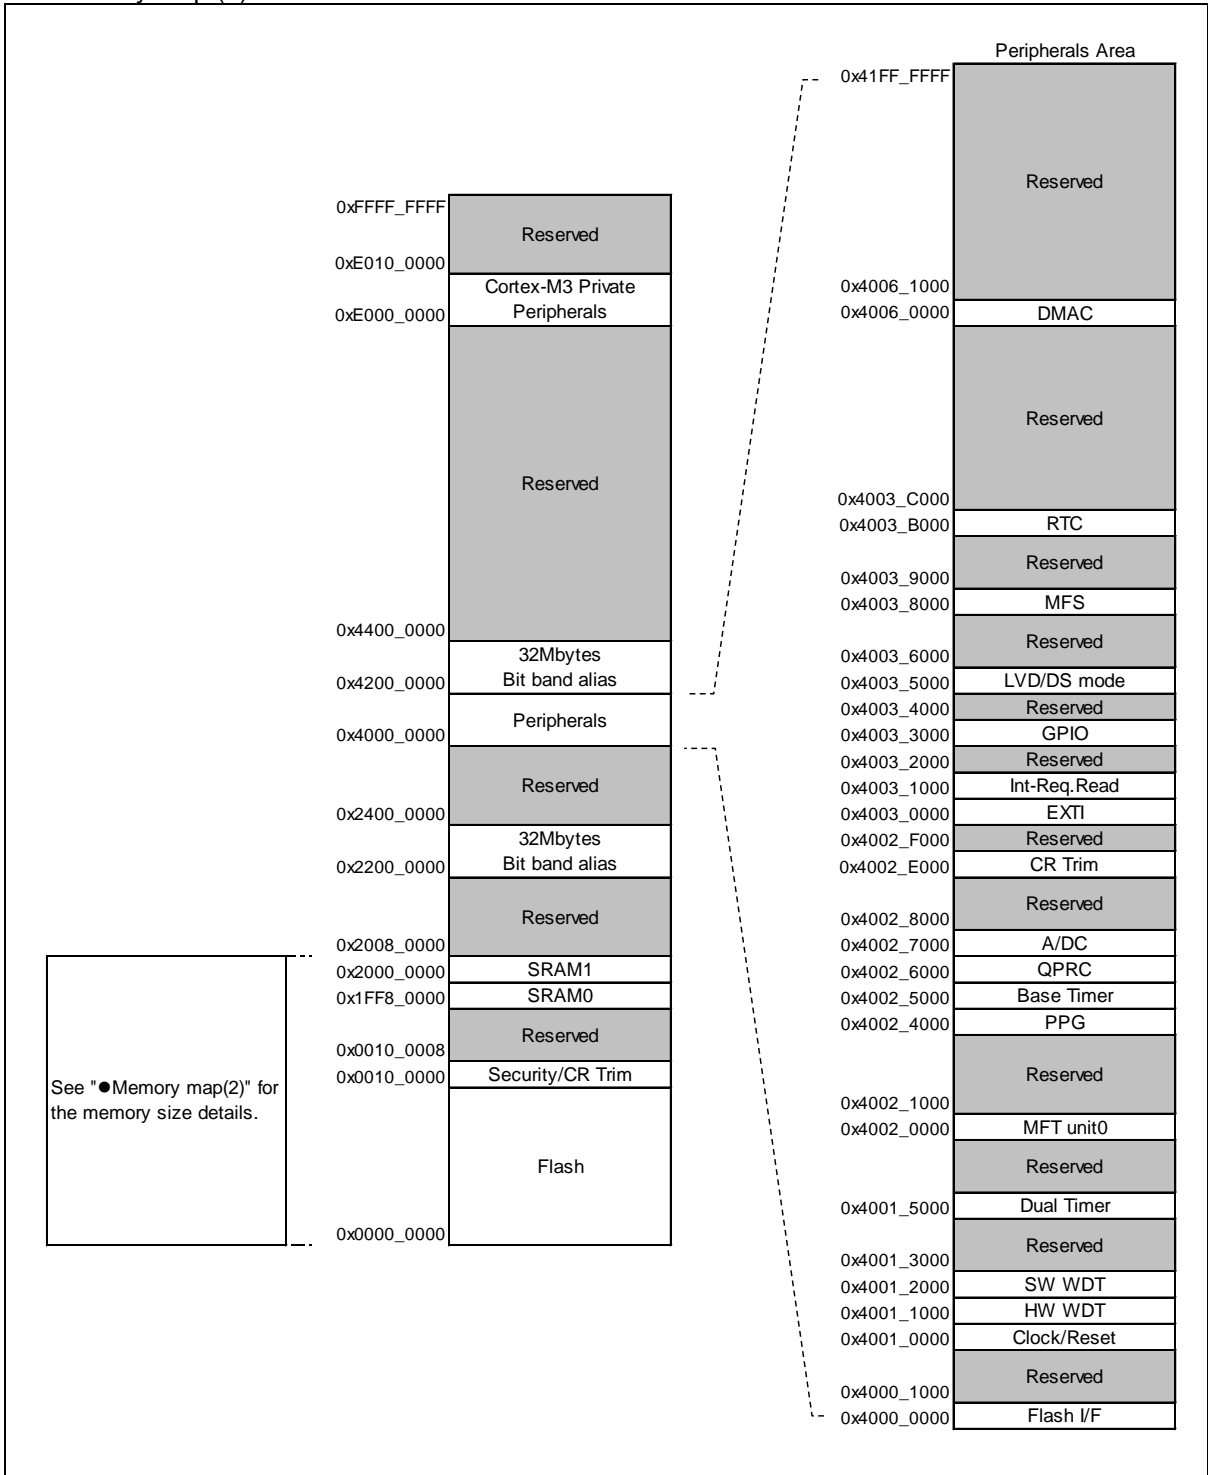 Peripherals Area
0x41FF_FFFF
Reserved
0x4006_1000
0x4006_0000 DMAC
Reserved
0x4003_C000
0x4003_B000 RTC
Reserved
0x4003_9000
0x4003_8000 MFS
Reserved
0x4003_6000
0x4003_5000 LVD/DS mode
0x4003_4000 Reserved
0x4003_3000 GPIO
0x4003_2000 Reserved
0x4003_1000 Int-Req.Read
0x4003_0000 EXTI
0x4002_F000 Reserved
0x4002_E000 CR Trim
Reserved
0x4002_8000
0x4002_7000 A/DC
0x4002_6000 QPRC
0x4002_5000 Base Timer
0x4002_4000 PPG
Reserved
0x4002_1000
0x4002_0000 MFT unit0
Reserved
0x4001_5000 Dual Timer
Reserved
0x4001_3000
0x4001_2000 SW WDT
0x4001_1000 HW WDT
0x4001_0000 Clock/Reset
Reserved
0x4000_1000
0x4000_0000 Flash I/F
0xFFFF_FFFF
Reserved
0xE010_0000
Cortex-M3 Private
0xE000_0000 Peripherals
Reserved
0x4400_0000
32Mbytes
0x4200_0000 Bit band alias
Peripherals
0x4000_0000
Reserved
0x2400_0000
32Mbytes
0x2200_0000 Bit band alias
Reserved
0x2008_0000
0x2000_0000 SRAM1
0x1FF8_0000 SRAM0
Reserved
0x0010_0008
0x0010_0000 Security/CR Trim
Flash
0x0000_0000
See "●Memory map(2)" for
the memory size details.